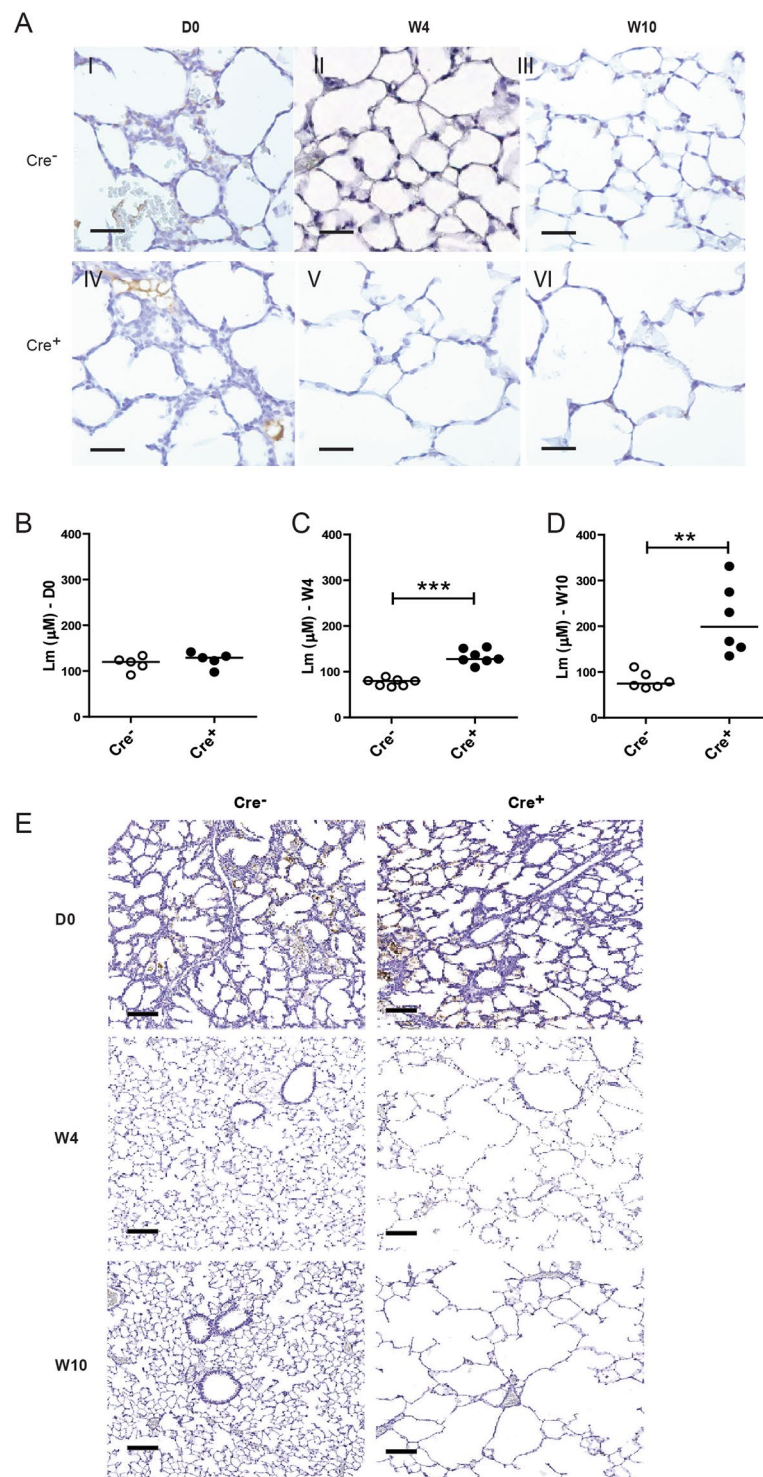 A
D0 W4 W10
I II III
Cre-
IV V VI
Cre+
B C D
400 400 400
*** **
300 300 300
Lm (µM) - D0 Lm (µM) - W4 Lm (µM) - W10
200 200 200
100 100 100
0 0 0
Cre- Cre+ Cre- Cre+ Cre- Cre+
Cre- Cre+
E
D0
W4
W10